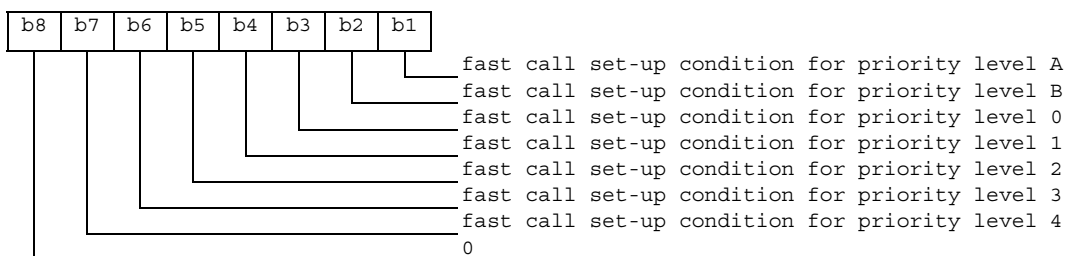 b8 b7 b6 b5 b4 b3 b2 b1
fast call set-up condition for priority level A
fast call set-up condition for priority level B
fast call set-up condition for priority level 0
fast call set-up condition for priority level 1
fast call set-up condition for priority level 2
fast call set-up condition for priority level 3
fast call set-up condition for priority level 4
0